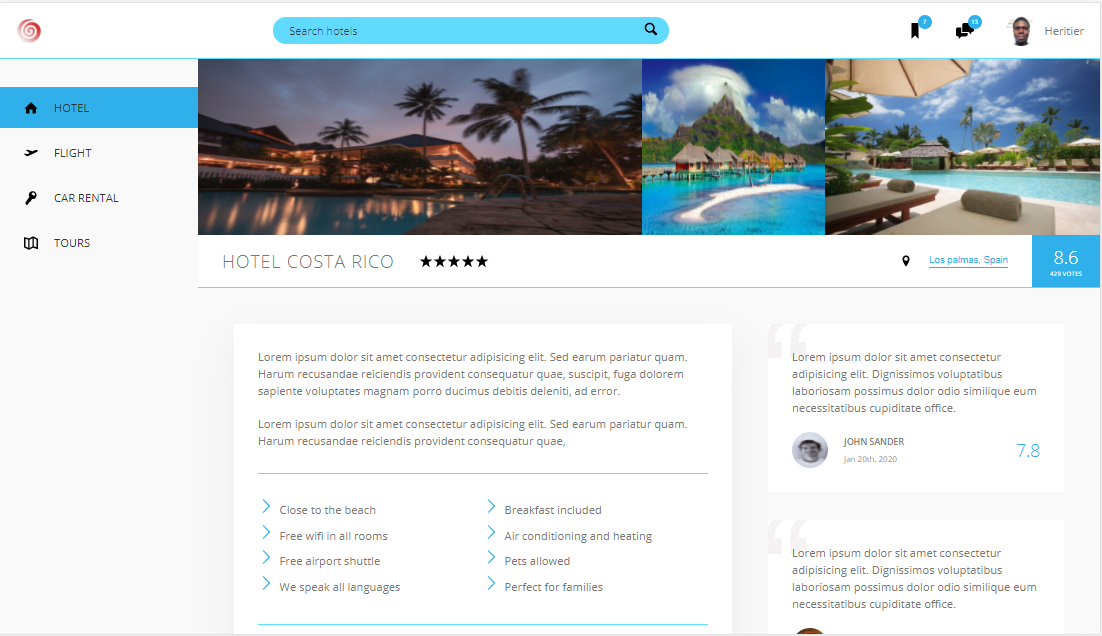 Search hotels
7
13
Heritier
HOTEL
FLIGHT
CAR RENTAL
TOURS
HOTEL COSTA RICO
Los palmas, Spain
8.6
429 VOTES
Lorem ipsum dolor sit amet consectetur adipisicing elit. Sed earum pariatur quam.
Harum recusandae reiciendis provident consequatur quae, suscipit, fuga dolorem
sapiente voluptates magnam porro ducimus debitis deleniti, ad error.
Lorem ipsum dolor sit amet consectetur adipisicing elit. Sed earum pariatur quam.
Harum recusandae reiciendis provident consequatur quae,
Close to the beach
Breakfast included
Free wifi in all rooms
Air conditioning and heating
Free airport shuttle
Pets allowed
We speak all languages
Perfect for families
“
Lorem ipsum dolor sit amet consectetur
adipisicing elit. Dignissimos voluptatibus
laboriosam possimus dolor odio similique eum
necessitatibus cupiditate office.
JOHN SANDER
Jan 20th, 2020
7.8
“
Lorem ipsum dolor sit amet consectetur
adipisicing elit. Dignissimos voluptatibus
laboriosam possimus dolor odio similique eum
necessitatibus cupiditate office.